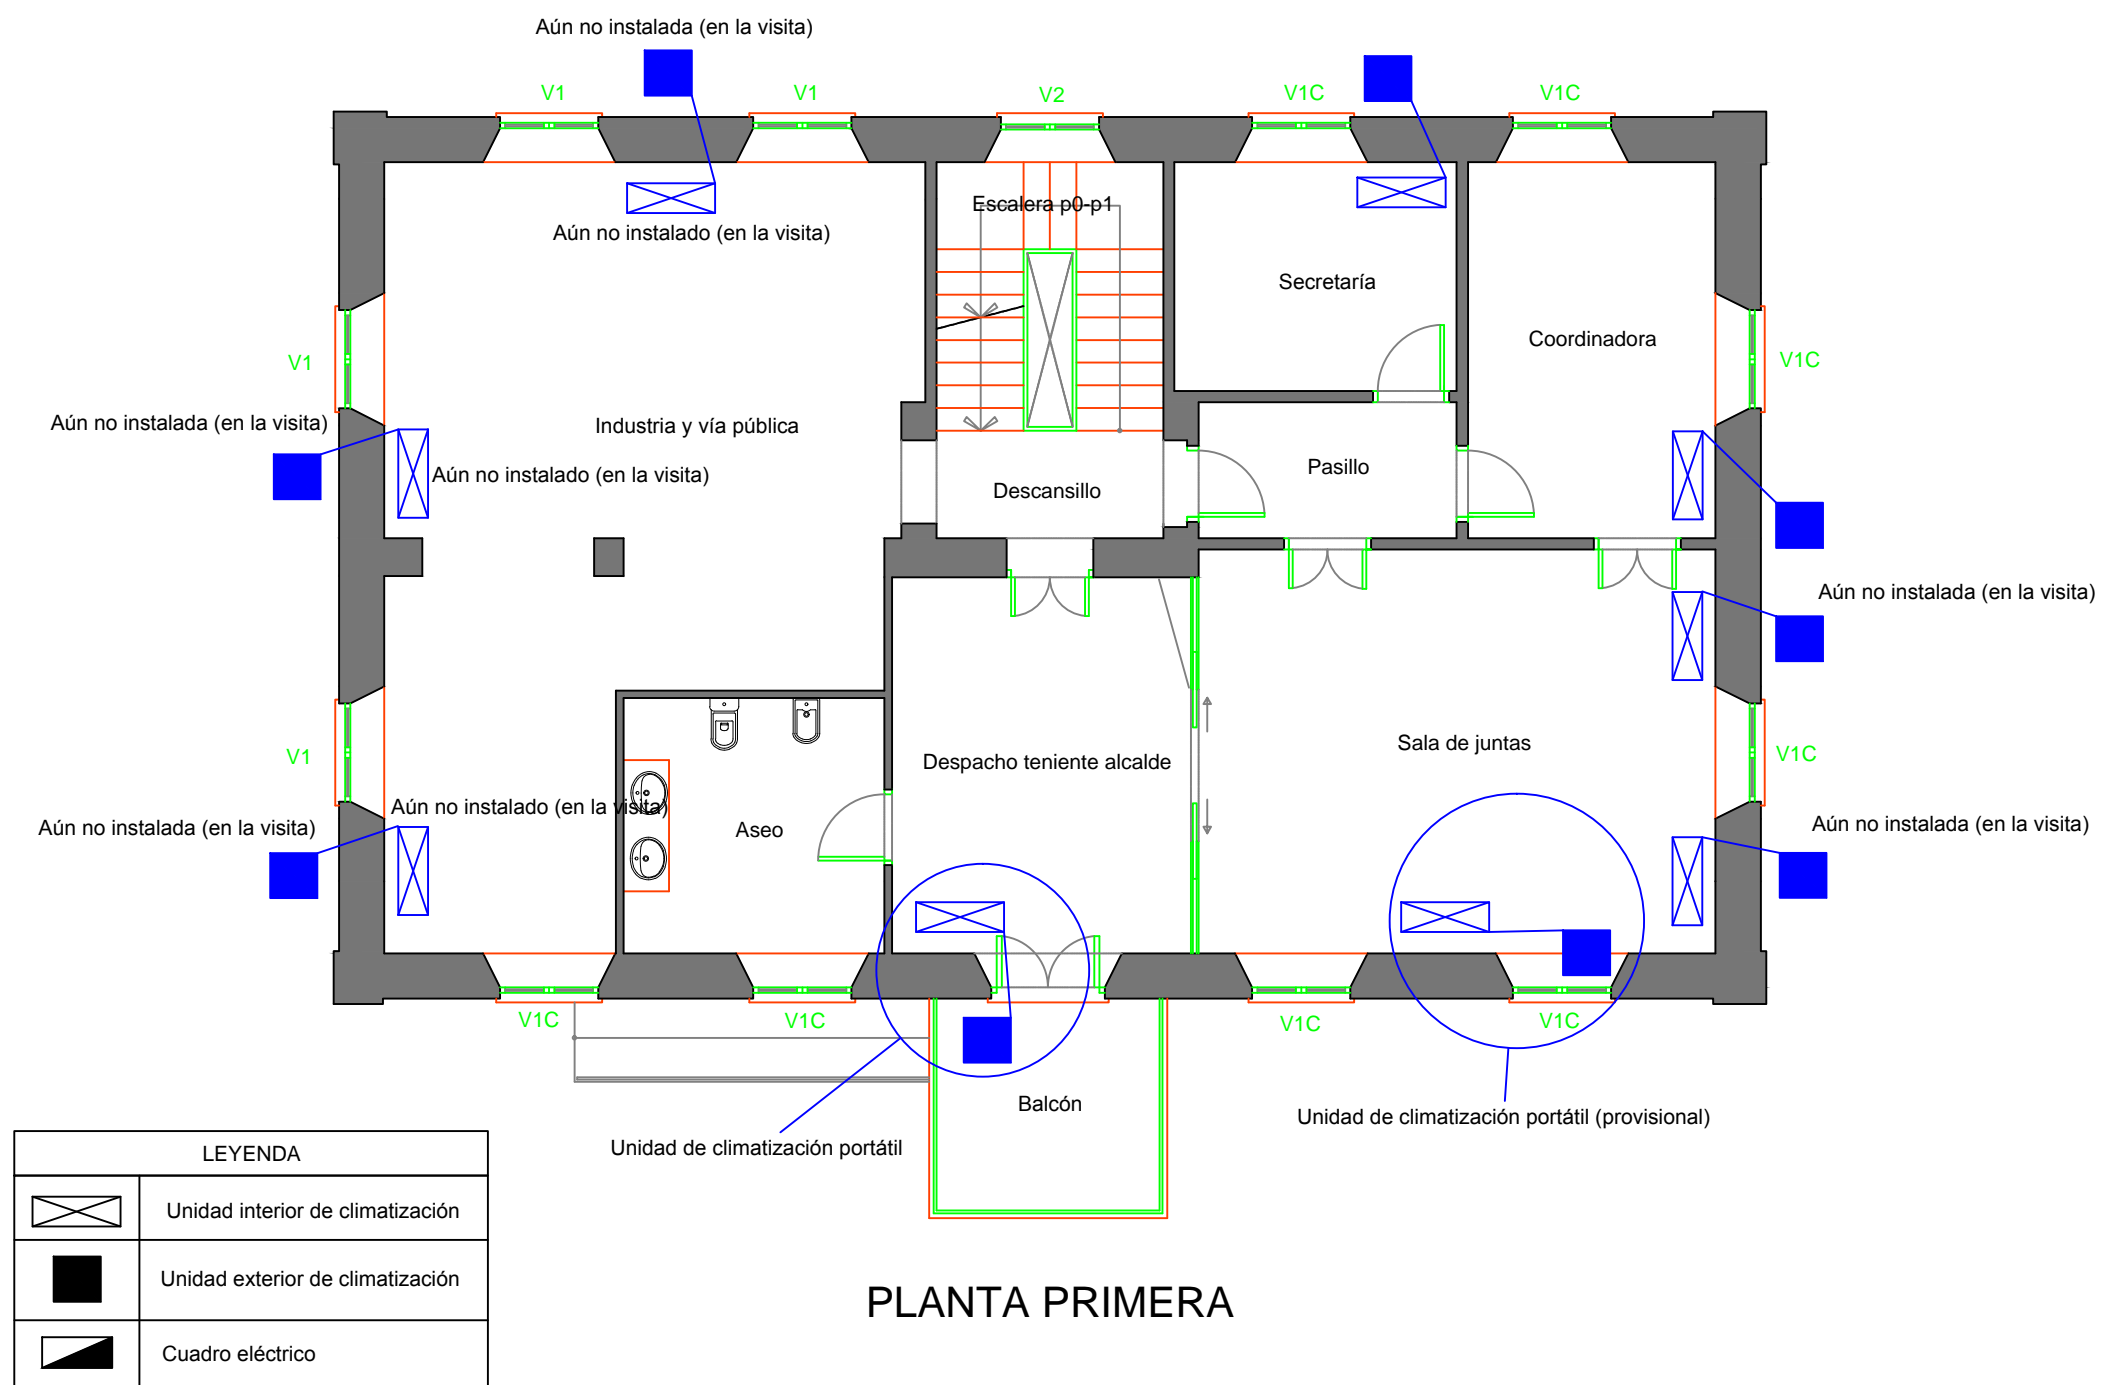 Aún no instalada (en la visita)
V1
V1
V2
V1C
V1C
Escalera p0-p1
Aún no instalado (en la visita)
Secretaría
Coordinadora
V1
V1C
Aún no instalada (en la visita)
Industria y vía pública
Aún no instalado (en la visita)
Pasillo
Descansillo
Aún no instalada (en la visita)
V1
Despacho teniente alcalde
Sala de juntas
V1C
Aún no instalado (en la visita)
Aún no instalada (en la visita)
Aseo
Aún no instalada (en la visita)
V1C
V1C
V1C
V1C
Balcón
Unidad de climatización portátil (provisional)
Unidad de climatización portátil
LEYENDA
Unidad interior de climatización
Unidad exterior de climatización
Cuadro eléctrico
PLANTA PRIMERA